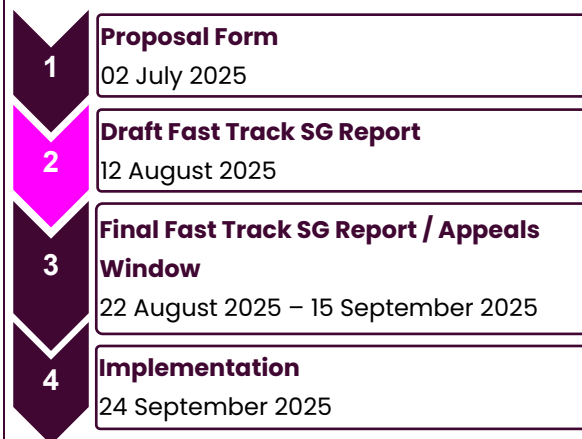 1
Proposal Form
02 July 2025
2
Draft Fast Track SG Report
12 August 2025
3
Final Fast Track SG Report / Appeals
Window
22 August 2025 – 15 September 2025
4
Implementation
24 September 2025